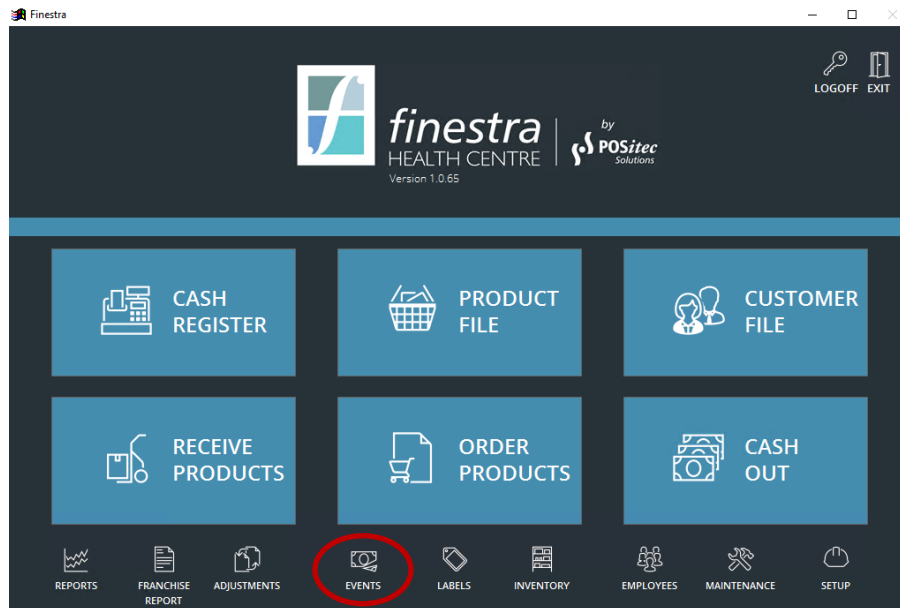 Finestra
LOGOFF EXIT
finestra
HEALTH CENTRE
by
POSitec
Solutions
Version 1.0.65
CASH
REGISTER
PRODUCT
FILE
CUSTOMER
FILE
RECEIVE
PRODUCTS
ORDER
PRODUCTS
CASH
OUT
REPORTS
FRANCHISE
REPORT
ADJUSTMENTS
EVENTS
LABELS
INVENTORY
EMPLOYEES
MAINTENANCE
SETUP